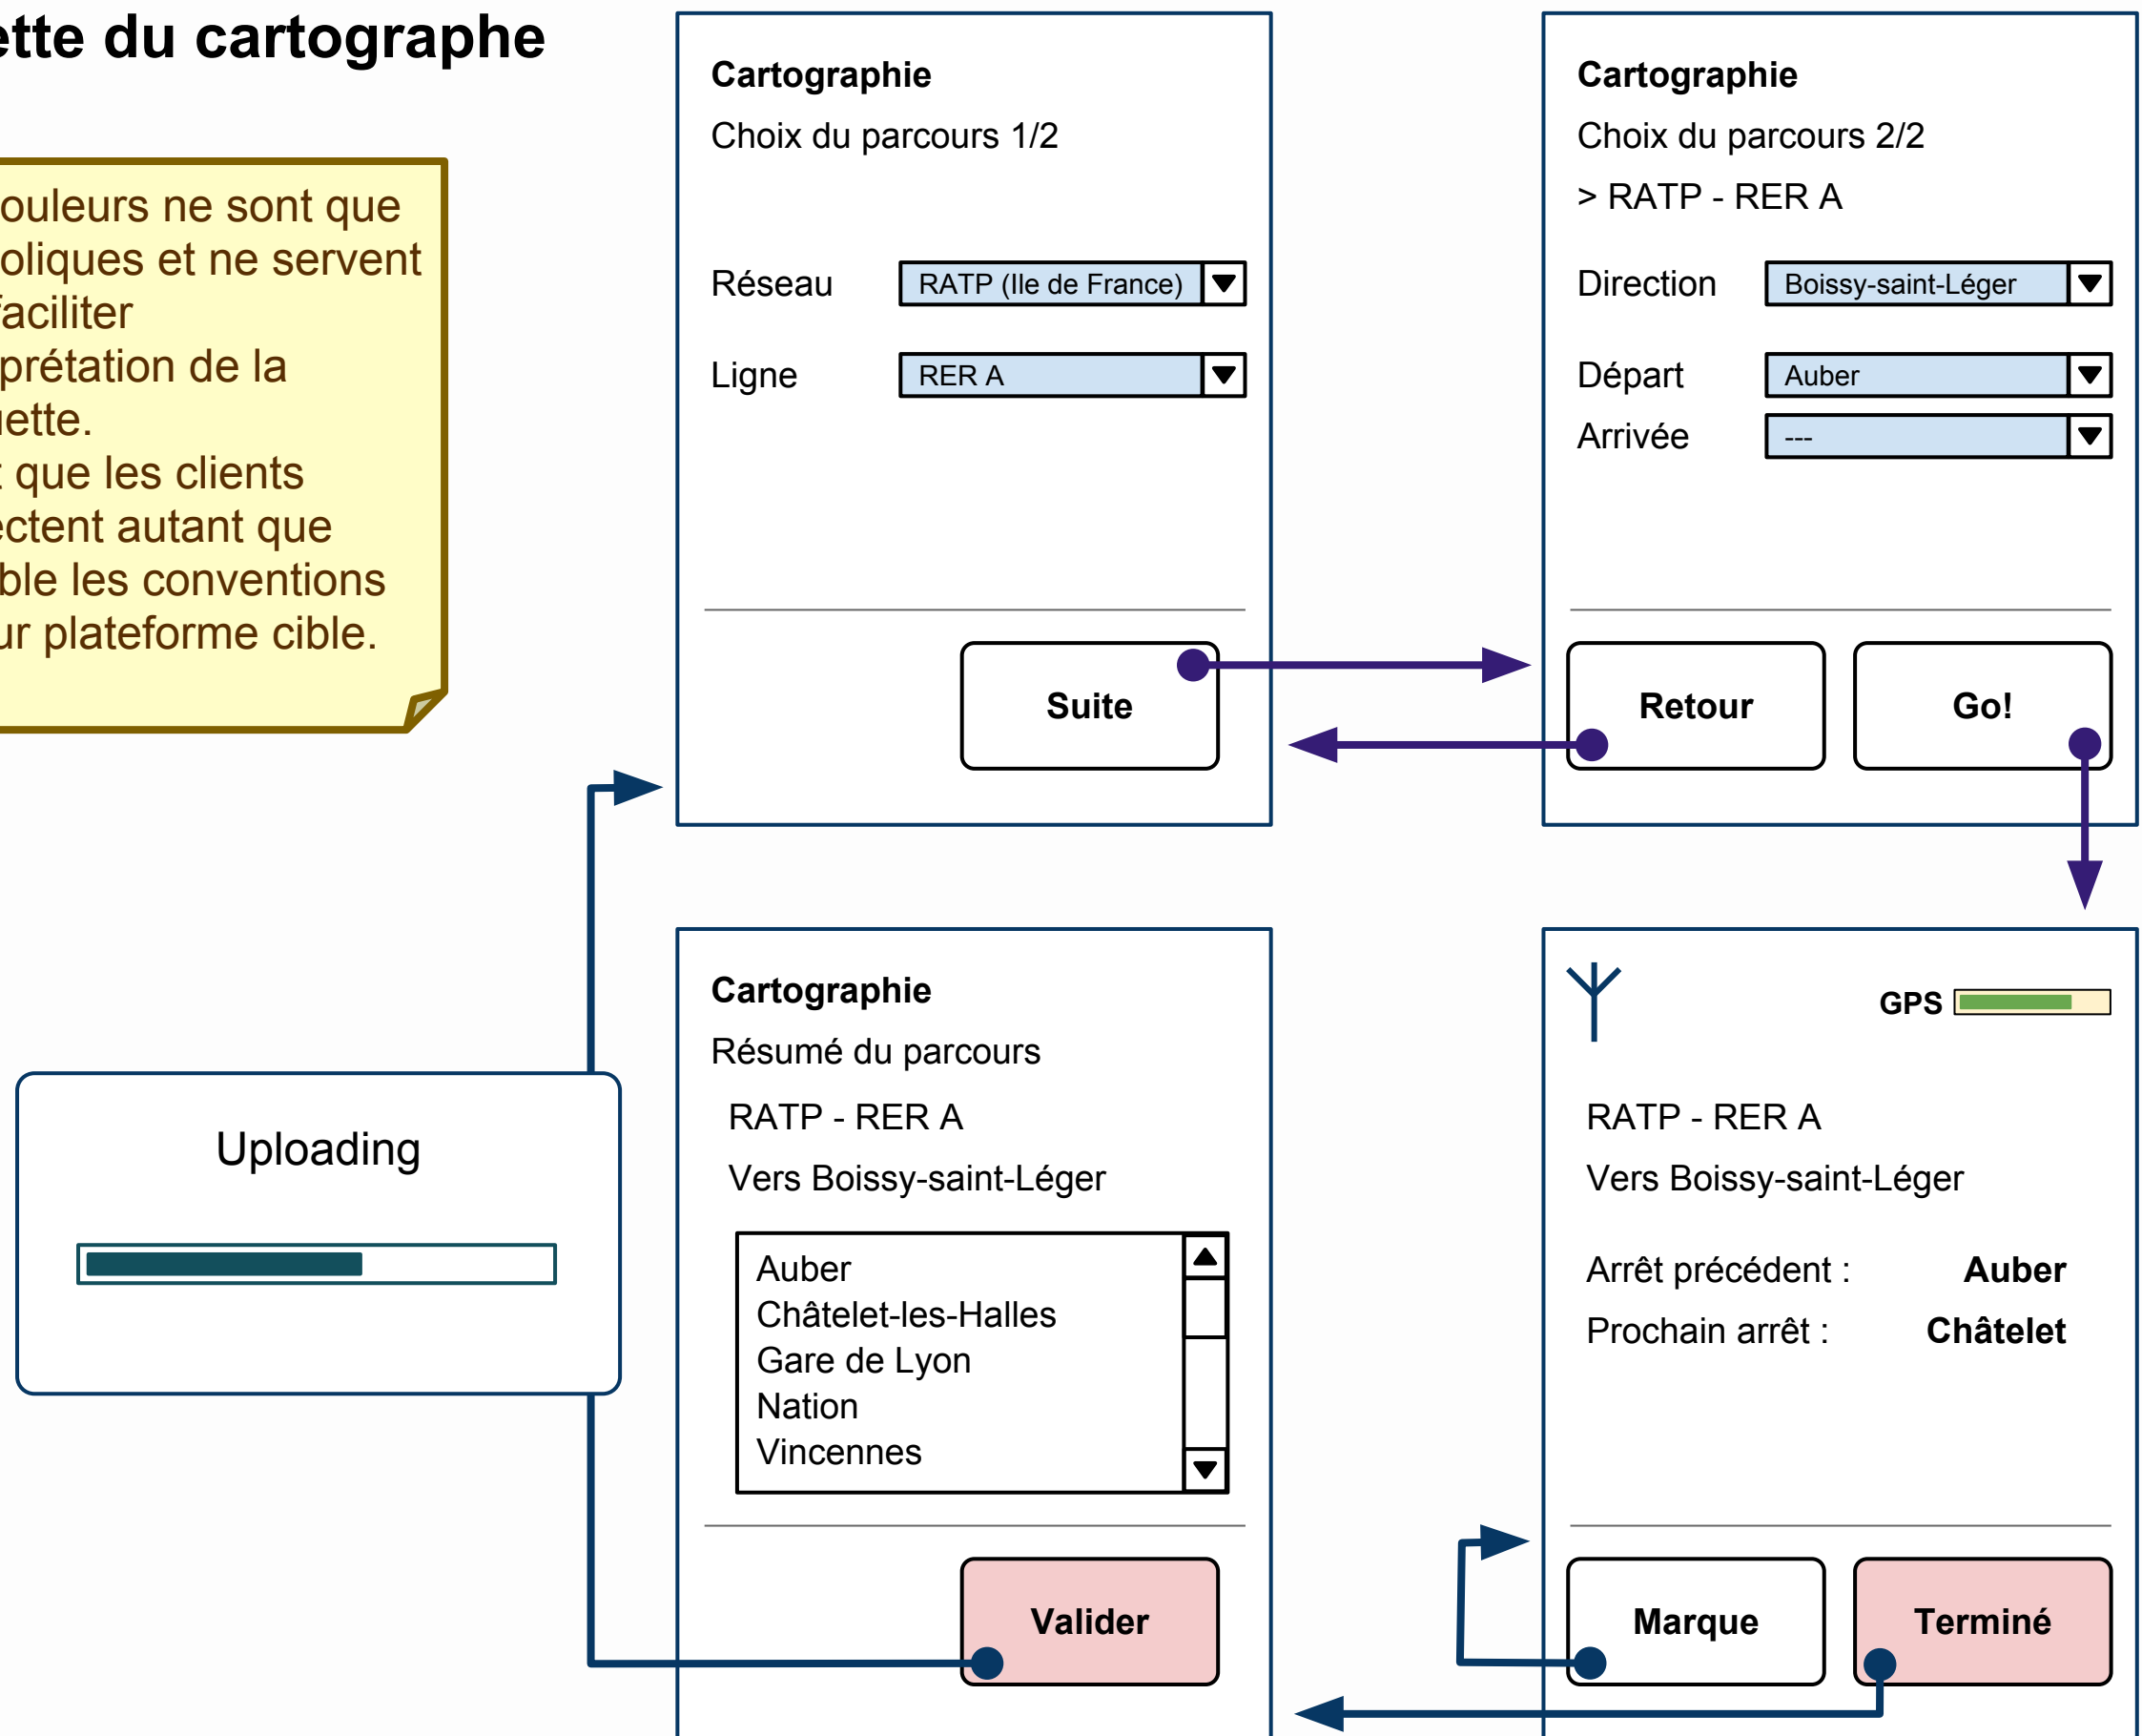 ette du cartographe
ouleurs ne sont que
oliques et ne servent
faciliter
prétation de la
uette.
t que les clients
ectent autant que
ble les conventions
ur plateforme cible.
Cartographie
Choix du parcours 1/2
Réseau RATP (Ile de France)
Ligne RER A
Suite
Cartographie
Choix du parcours 2/2
> RATP - RER A
Direction Boissy-saint-Léger
Départ Auber
Arrivée ---
Retour Go!
Uploading
Cartographie
Résumé du parcours
RATP - RER A
Vers Boissy-saint-Léger
Auber
Châtelet-les-Halles
Gare de Lyon
Nation
Vincennes
Valider
GPS
RATP - RER A
Vers Boissy-saint-Léger
Arrêt précédent : Auber
Prochain arrêt : Châtelet
Marque Terminé